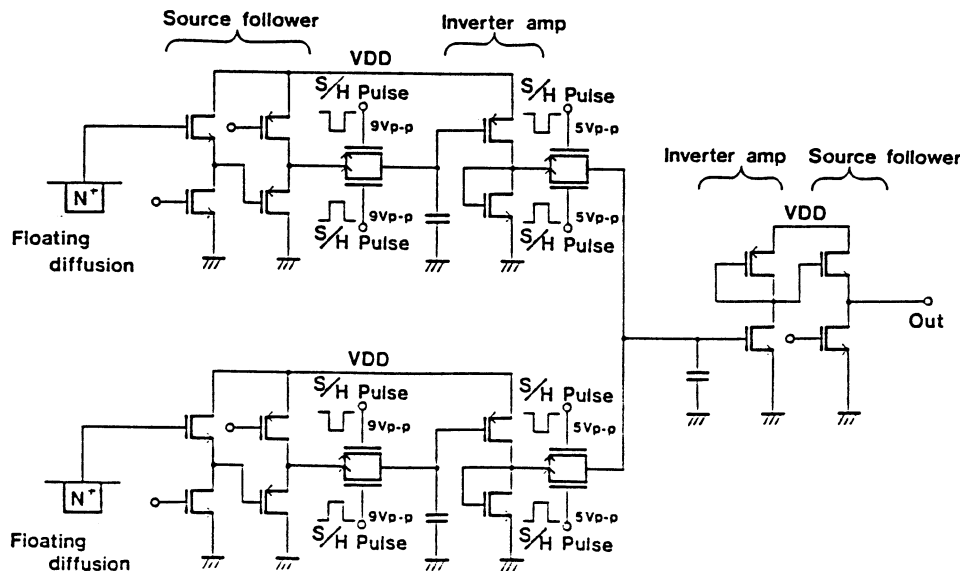 Source follower
Inverter amp
VDD
S/H Pulse
S/H Pulse
9Vp-p
5Vp-p
N+
9Vp-p
5Vp-p
S/H Pulse
S/H Pulse
Floating
diffusion
Inverter amp
Source follower
VDD
Out
VDD
S/H Pulse
S/H Pulse
9Vp-p
5Vp-p
N+
9Vp-p
5Vp-p
S/H Pulse
S/H Pulse
Floating
diffusion